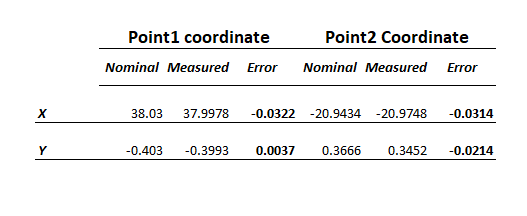 Point1 coordinate Point2 Coordinate
Nominal Measured Error Nominal Measured Error
X 38.03 37.9978 -0.0322 -20.9434 -20.9748 -0.0314
Y -0.403 -0.3993 0.0037 0.3666 0.3452 -0.0214